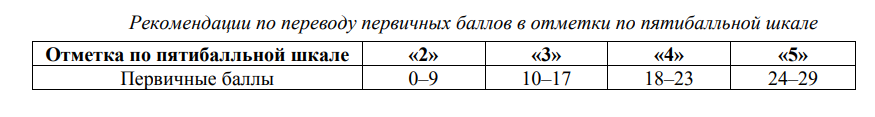 Рекомендации по переводу первичных баллов в отметки по пятибалльной шкале
Отметка по пятибалльной шкале «2» «3» «4» «5»
Первичные баллы 0–9 10–17 18–23 24–29